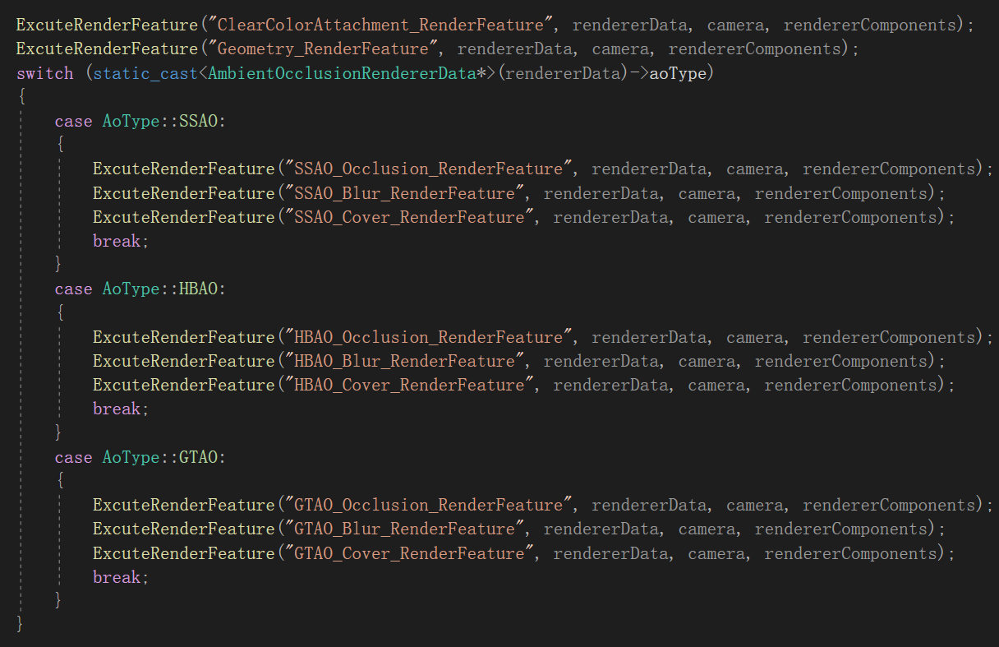 ExcuteRenderFeature("ClearColorAttachment_RenderFeature", rendererData, camera, rendererComponents);
ExcuteRenderFeature("Geometry_RenderFeature", rendererData, camera, rendererComponents);
switch (static_cast<AmbientOcclusionRendererData*>(rendererData)->aoType)
{
    case AoType::SSAO:
    {
        ExcuteRenderFeature("SSAO_Occlusion_RenderFeature", rendererData, camera, rendererComponents);
        ExcuteRenderFeature("SSAO_Blur_RenderFeature", rendererData, camera, rendererComponents);
        ExcuteRenderFeature("SSAO_Cover_RenderFeature", rendererData, camera, rendererComponents);
        break;
    }
    case AoType::HBAO:
    {
        ExcuteRenderFeature("HBAO_Occlusion_RenderFeature", rendererData, camera, rendererComponents);
        ExcuteRenderFeature("HBAO_Blur_RenderFeature", rendererData, camera, rendererComponents);
        ExcuteRenderFeature("HBAO_Cover_RenderFeature", rendererData, camera, rendererComponents);
        break;
    }
    case AoType::GTAO:
    {
        ExcuteRenderFeature("GTAO_Occlusion_RenderFeature", rendererData, camera, rendererComponents);
        ExcuteRenderFeature("GTAO_Blur_RenderFeature", rendererData, camera, rendererComponents);
        ExcuteRenderFeature("GTAO_Cover_RenderFeature", rendererData, camera, rendererComponents);
        break;
    }
}